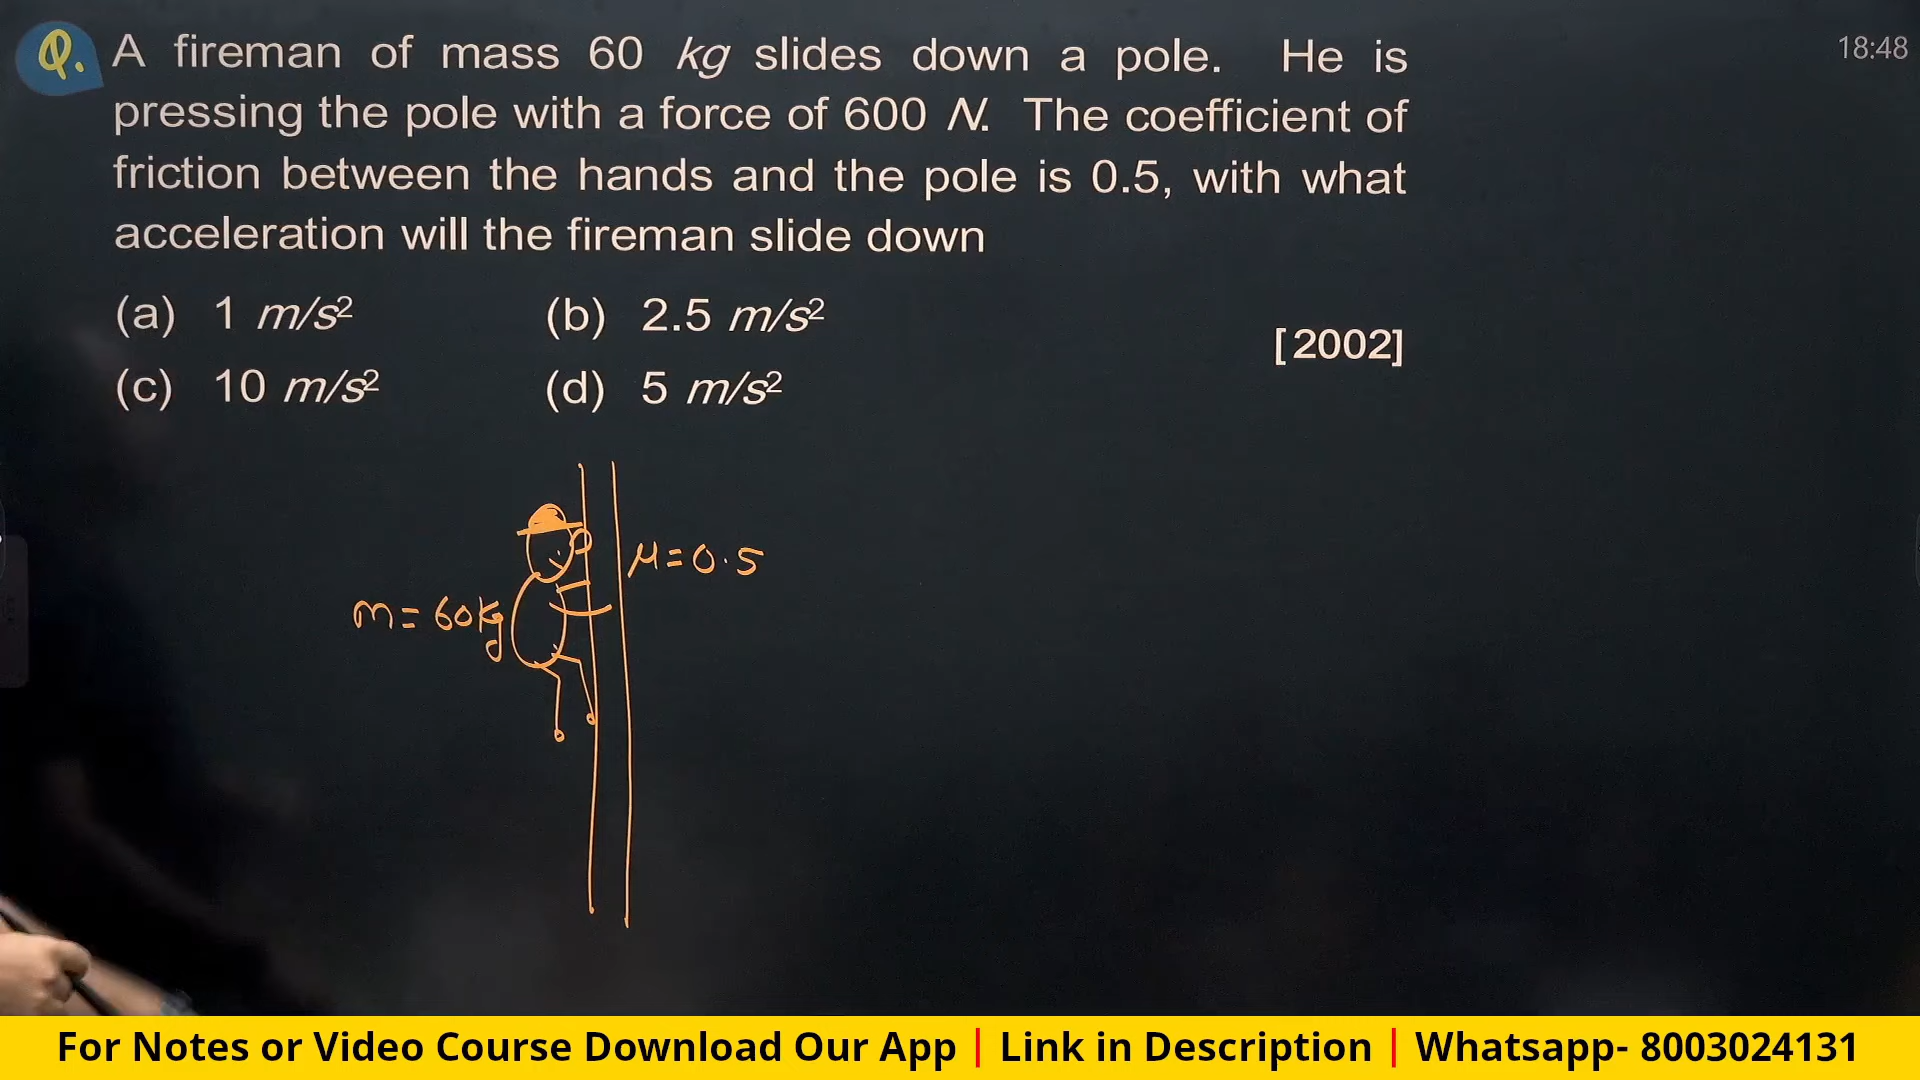 Q. A fireman of mass 60 kg slides down a pole. He is
18:48
pressing the pole with a force of 600 N. The coefficient of
friction between the hands and the pole is 0.5, with what
acceleration will the fireman slide down
(a) 1 m/s² (b) 2.5 m/s²
[2002]
(c) 10 m/s² (d) 5 m/s²
μ=0.5
m=60kg
For Notes or Video Course Download Our App | Link in Description | Whatsapp- 8003024131